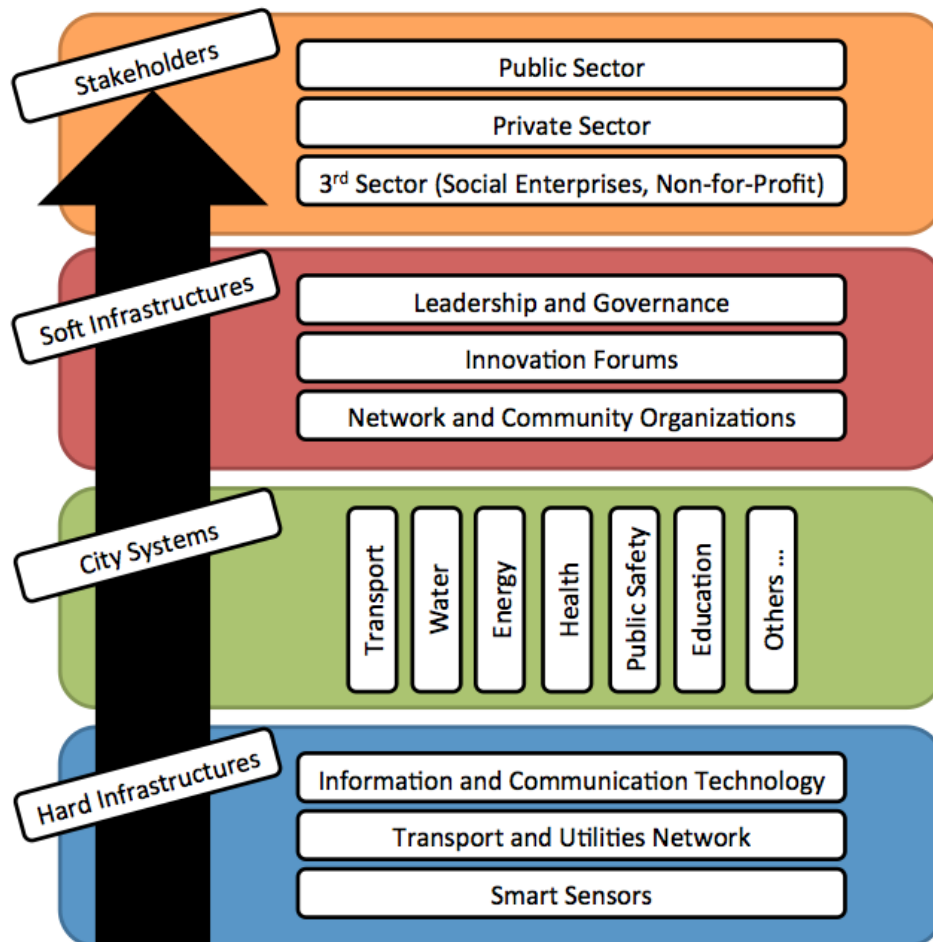 Stakeholders
Public Sector
Private Sector
3rd Sector (Social Enterprises, Non-for-Profit)
Soft Infrastructures
Leadership and Governance
Innovation Forums
Network and Community Organizations
City Systems
Transport
Water
Energy
Health
Public Safety
Education
Others ...
Hard Infrastructures
Information and Communication Technology
Transport and Utilities Network
Smart Sensors